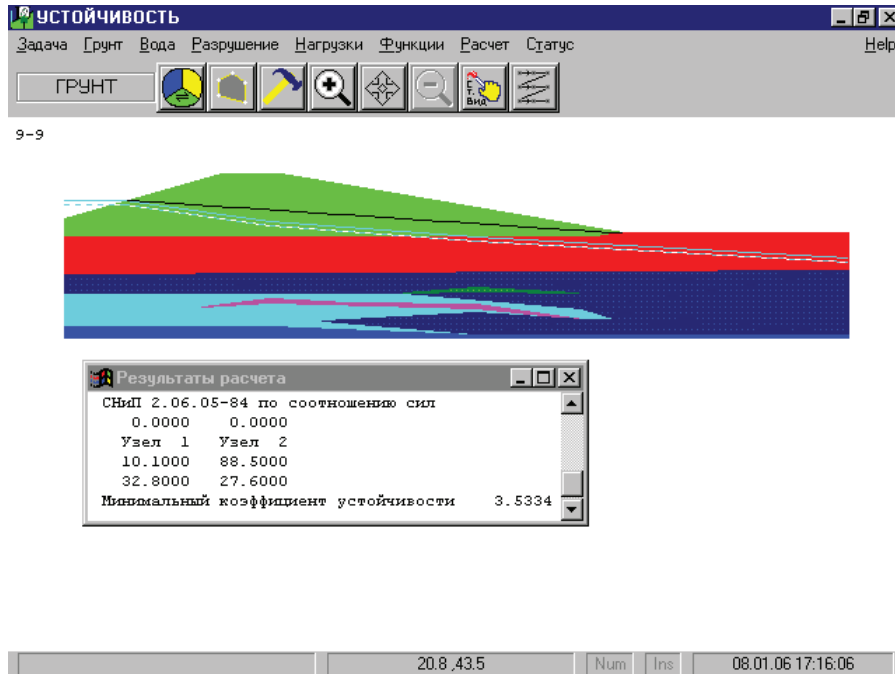 УСТОЙЧИВОСТЬ
Задача Грунт Вода Разрушение Нагрузки Функции Расчет Статус Help
ГРУНТ
С
Т.
Вид
9-9
Результаты расчета
СНиП 2.06.05-84 по соотношению сил
0.0000 0.0000
Узел 1 Узел 2
10.1000 88.5000
32.8000 27.6000
Минимальный коэффициент устойчивости 3.5334
20.8 ,43.5 Num Ins 08.01.06 17:16:06